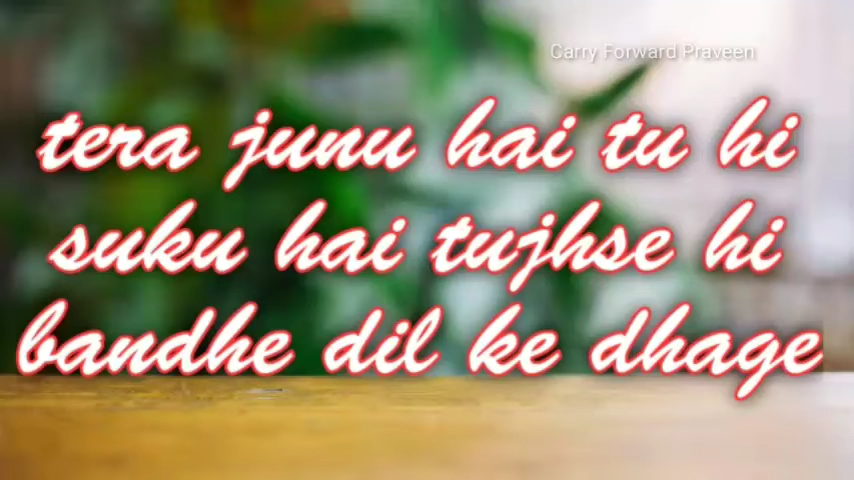 Carry Forward Praveen
tera junu hai tu hi
suku hai tujhse hi
bandhe dil ke dhage